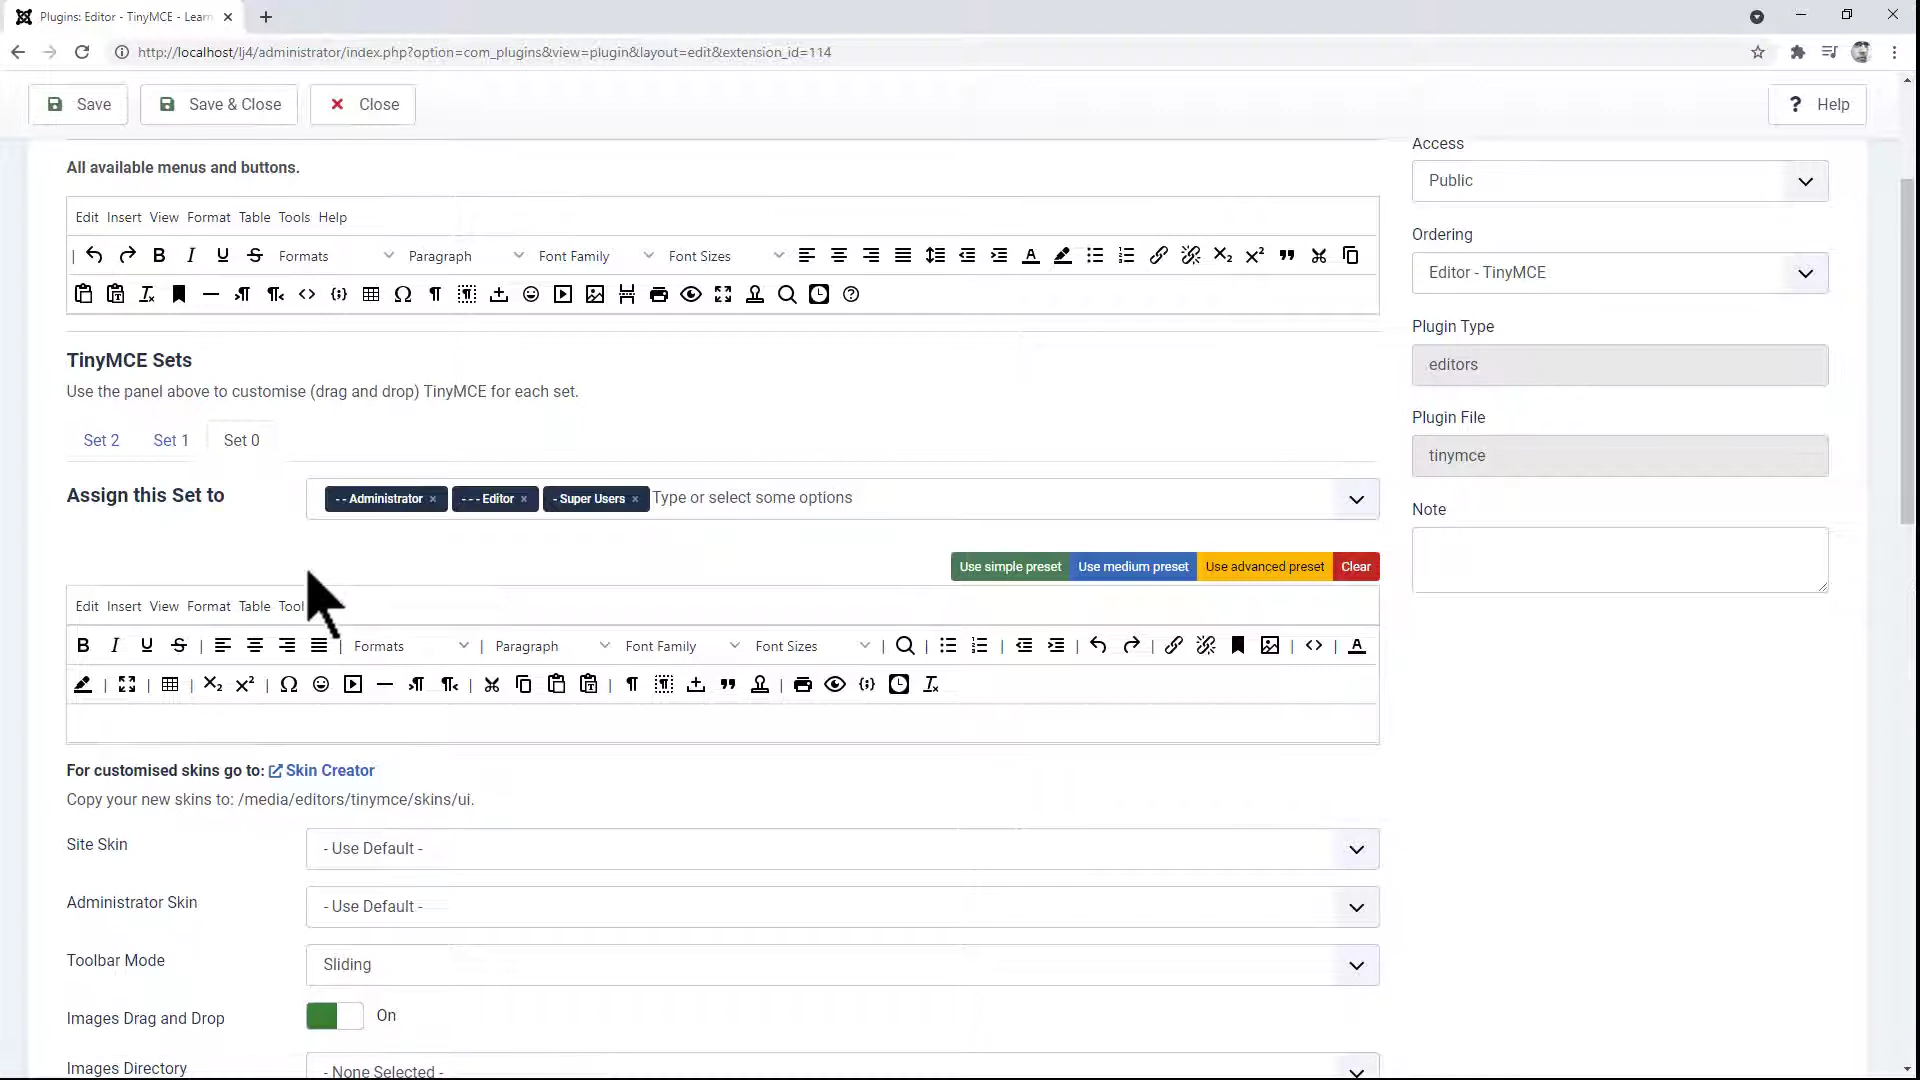 Plugins: Editor - TinyMCE - Learn
http://localhost/lj4/administrator/index.php?option=com_plugins&view=plugin&layout=edit&extension_id=114
Save
Save & Close
Close
? Help
All available menus and buttons.
Edit Insert View Format Table Tools Help
Formats Paragraph Font Family Font Sizes
TinyMCE Sets
Use the panel above to customise (drag and drop) TinyMCE for each set.
Set 2 Set 1 Set 0
Assign this Set to
- - Administrator × - - - Editor × - Super Users × Type or select some options
Use simple preset Use medium preset Use advanced preset Clear
Edit Insert View Format Table
Formats Paragraph Font Family Font Sizes
For customised skins go to: Skin Creator
Copy your new skins to: /media/editors/tinymce/skins/ui.
Site Skin
- Use Default -
Administrator Skin
- Use Default -
Toolbar Mode
Sliding
Images Drag and Drop
On
Images Directory
- None Selected -
Access
Public
Ordering
Editor - TinyMCE
Plugin Type
editors
Plugin File
tinymce
Note